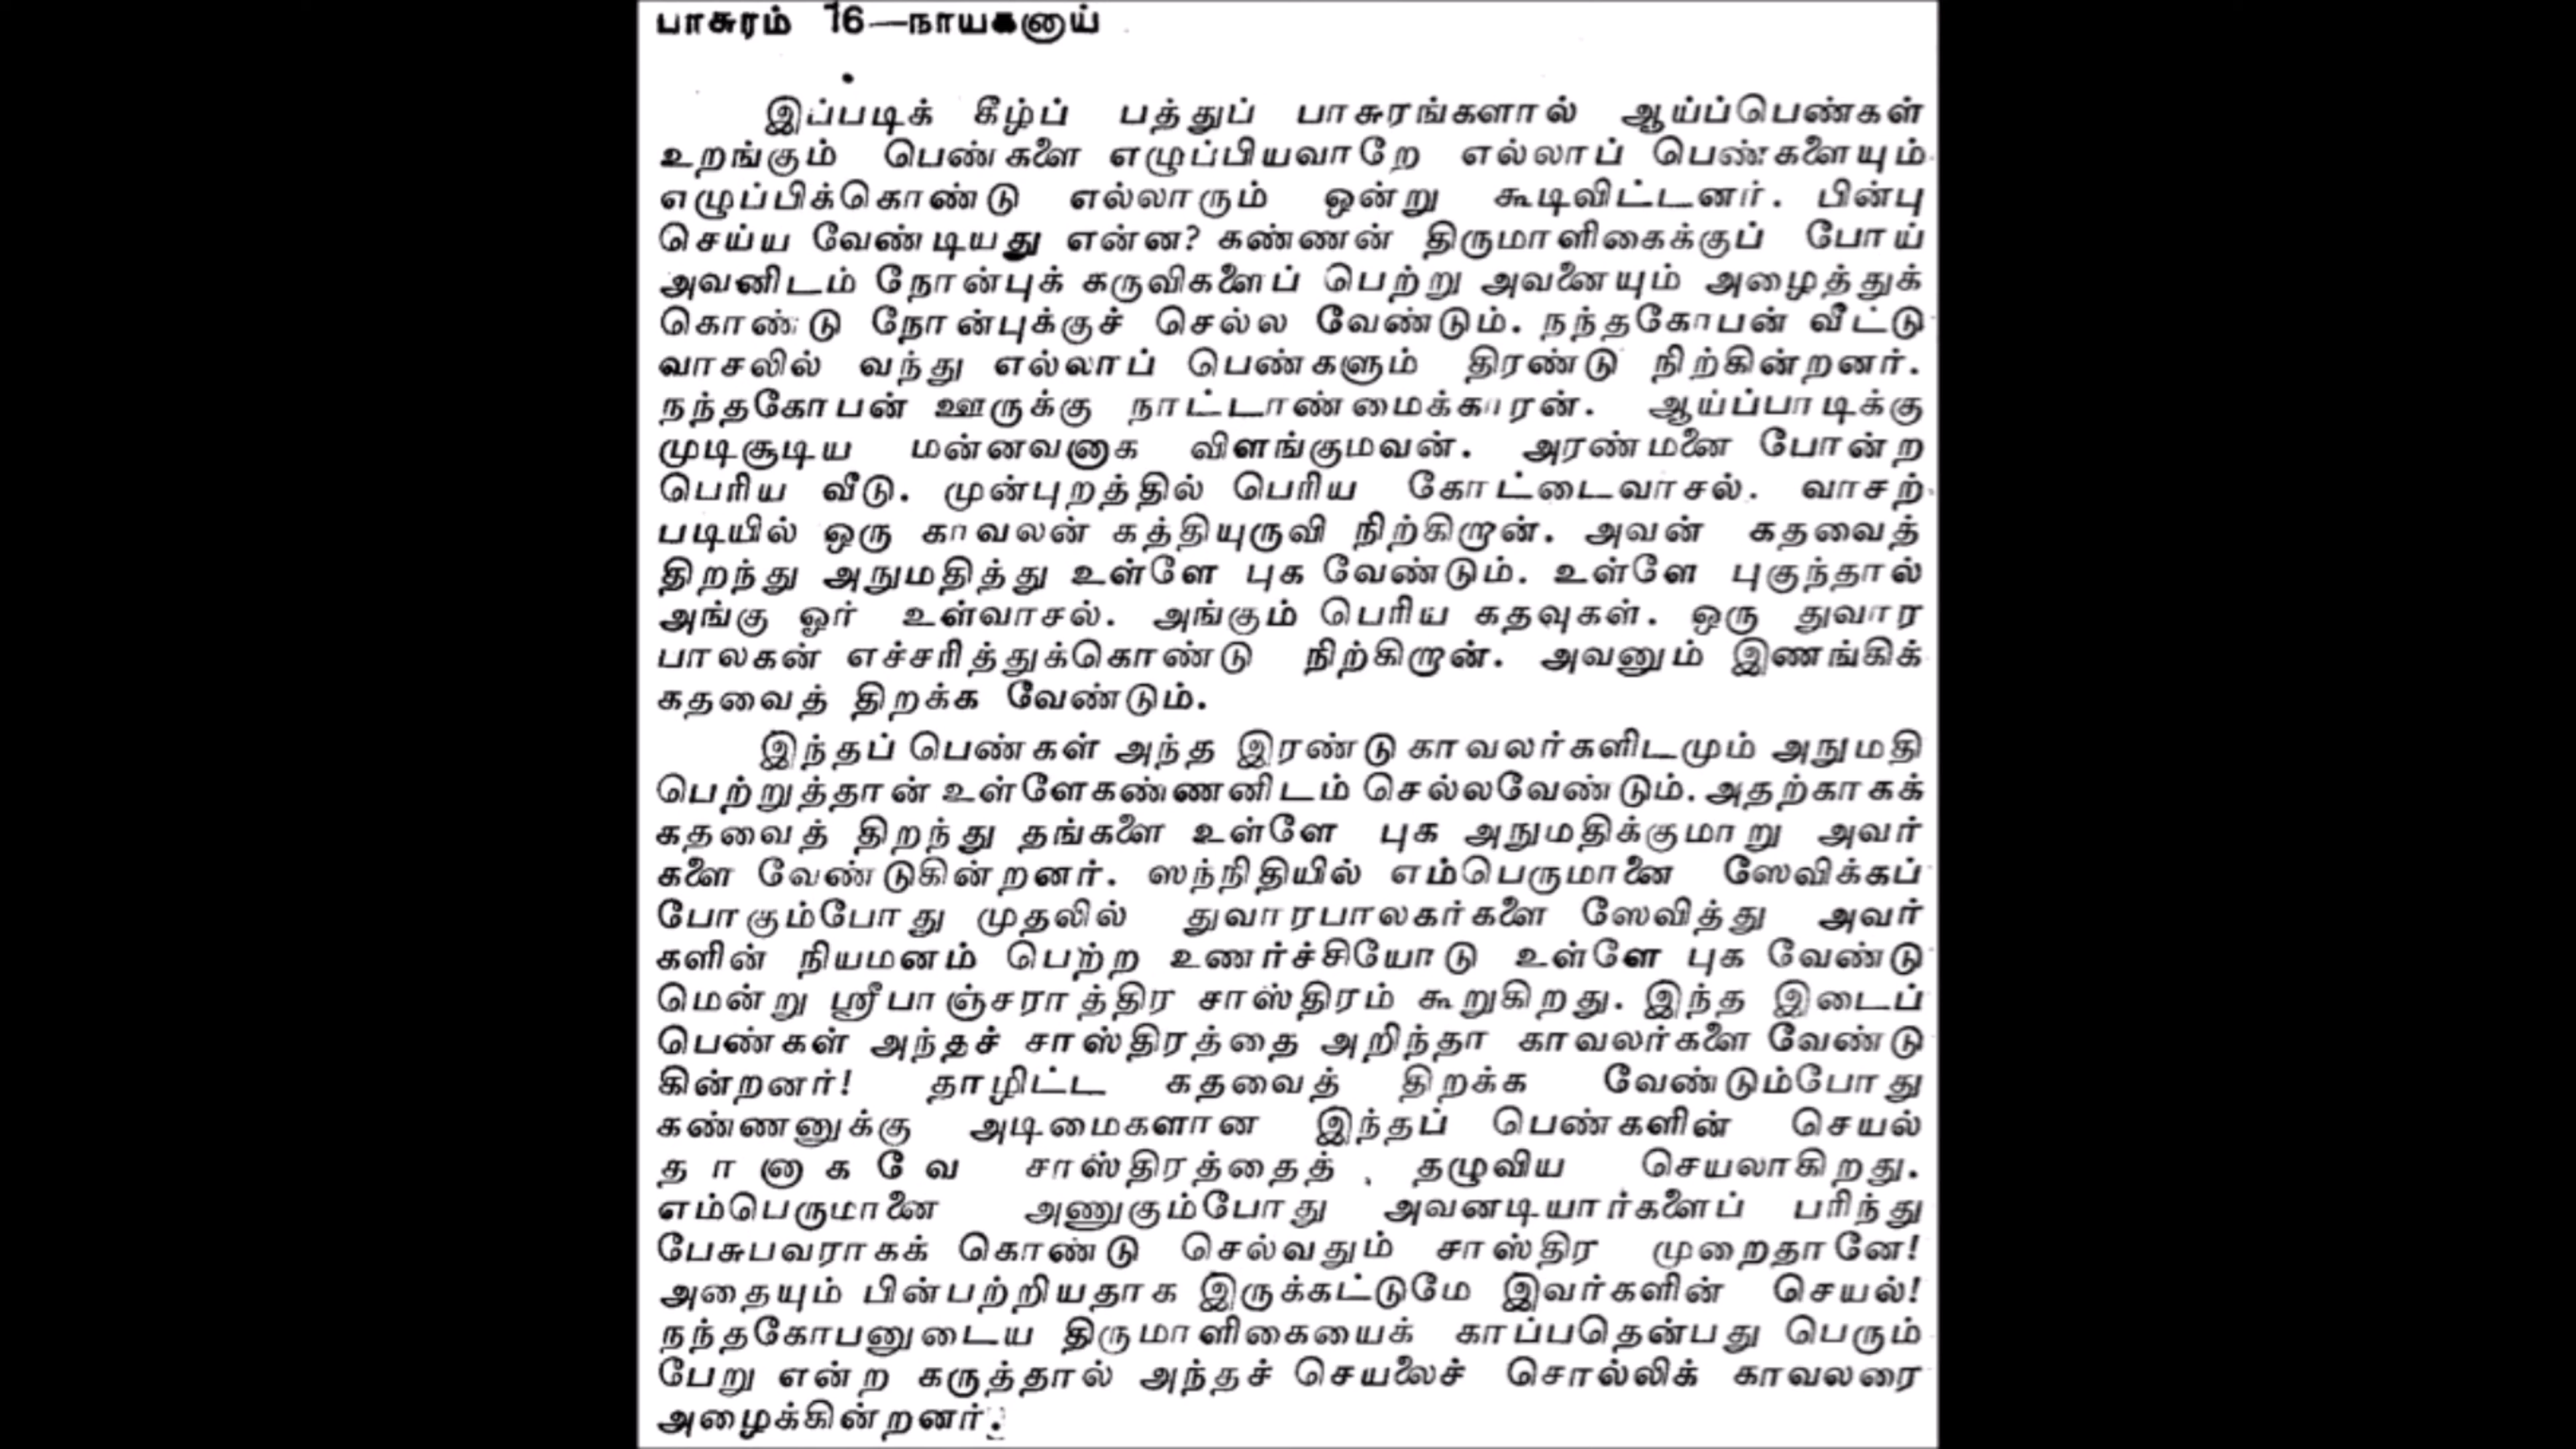 பாசுரம் 16—நாயகனாய்
இப்படிக் கீழ்ப் பத்துப் பாசுரங்களால் ஆய்ப்பெண்கள்
உறங்கும் பெண்களை எழுப்பியவாறே எல்லாப் பெண்களையும்
எழுப்பிக்கொண்டு எல்லாரும் ஒன்று கூடிவிட்டனர். பின்பு
செய்ய வேண்டியது என்ன? கண்ணன் திருமாளிகைக்குப் போய்
அவனிடம் நோன்புக் கருவிகளைப் பெற்று அவனையும் அழைத்துக்
கொண்டு நோன்புக்குச் செல்ல வேண்டும். நந்தகோபன் வீட்டு
வாசலில் வந்து எல்லாப் பெண்களும் திரண்டு நிற்கின்றனர்.
நந்தகோபன் ஊருக்கு நாட்டாண்மைக்காரன். ஆய்ப்பாடிக்கு
முடிசூடிய மன்னவனாக விளங்குமவன். அரண்மனை போன்ற
பெரிய வீடு. முன்புறத்தில் பெரிய கோட்டைவாசல். வாசற்
படியில் ஒரு காவலன் கத்தியுருவி நிற்கிறான். அவன் கதவைத்
திறந்து அநுமதித்து உள்ளே புக வேண்டும். உள்ளே புகுந்தால்
அங்கு ஓர் உள்வாசல். அங்கும் பெரிய கதவுகள். ஒரு துவார
பாலகன் எச்சரித்துக்கொண்டு நிற்கிறான். அவனும் இணங்கிக்
கதவைத் திறக்க வேண்டும்.
இந்தப் பெண்கள் அந்த இரண்டு காவலர்களிடமும் அநுமதி
பெற்றுத்தான் உள்ளேகண்ணனிடம் செல்லவேண்டும். அதற்காகக்
கதவைத் திறந்து தங்களை உள்ளே புக அநுமதிக்குமாறு அவர்
களை வேண்டுகின்றனர். ஸந்நிதியில் எம்பெருமானை ஸேவிக்கப்
போகும்போது முதலில் துவாரபாலகர்களை ஸேவித்து அவர்
களின் நியமனம் பெற்ற உணர்ச்சியோடு உள்ளே புக வேண்டு
மென்று ஸ்ரீபாஞ்சராத்திர சாஸ்திரம் கூறுகிறது. இந்த இடைப்
பெண்கள் அந்தச் சாஸ்திரத்தை அறிந்தா காவலர்களை வேண்டு
கின்றனர்! தாழிட்ட கதவைத் திறக்க வேண்டும்போது
கண்ணனுக்கு அடிமைகளான இந்தப் பெண்களின் செயல்
தானாகவே சாஸ்திரத்தைத் தழுவிய செயலாகிறது.
எம்பெருமானை அணுகும்போது அவனடியார்களைப் பரிந்து
பேசுபவராகக் கொண்டு செல்வதும் சாஸ்திர முறைதானே!
அதையும் பின்பற்றியதாக இருக்கட்டுமே இவர்களின் செயல்!
நந்தகோபனுடைய திருமாளிகையைக் காப்பதென்பது பெரும்
பேறு என்ற கருத்தால் அந்தச் செயலைச் சொல்லிக் காவலரை
அழைக்கின்றனர்.